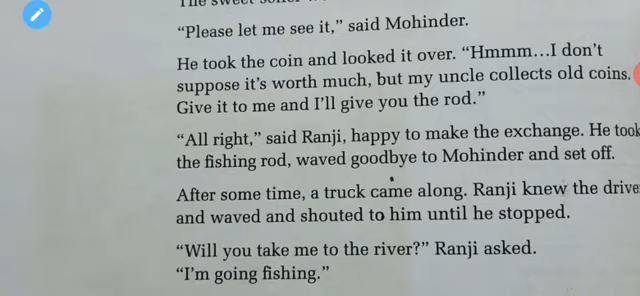 The sweet seller
“Please let me see it,” said Mohinder.
He took the coin and looked it over. “Hmmm...I don’t
suppose it’s worth much, but my uncle collects old coins.
Give it to me and I’ll give you the rod.”
“All right,” said Ranji, happy to make the exchange. He took
the fishing rod, waved goodbye to Mohinder and set off.
After some time, a truck came along. Ranji knew the drive
and waved and shouted to him until he stopped.
“Will you take me to the river?” Ranji asked.
“I’m going fishing.”